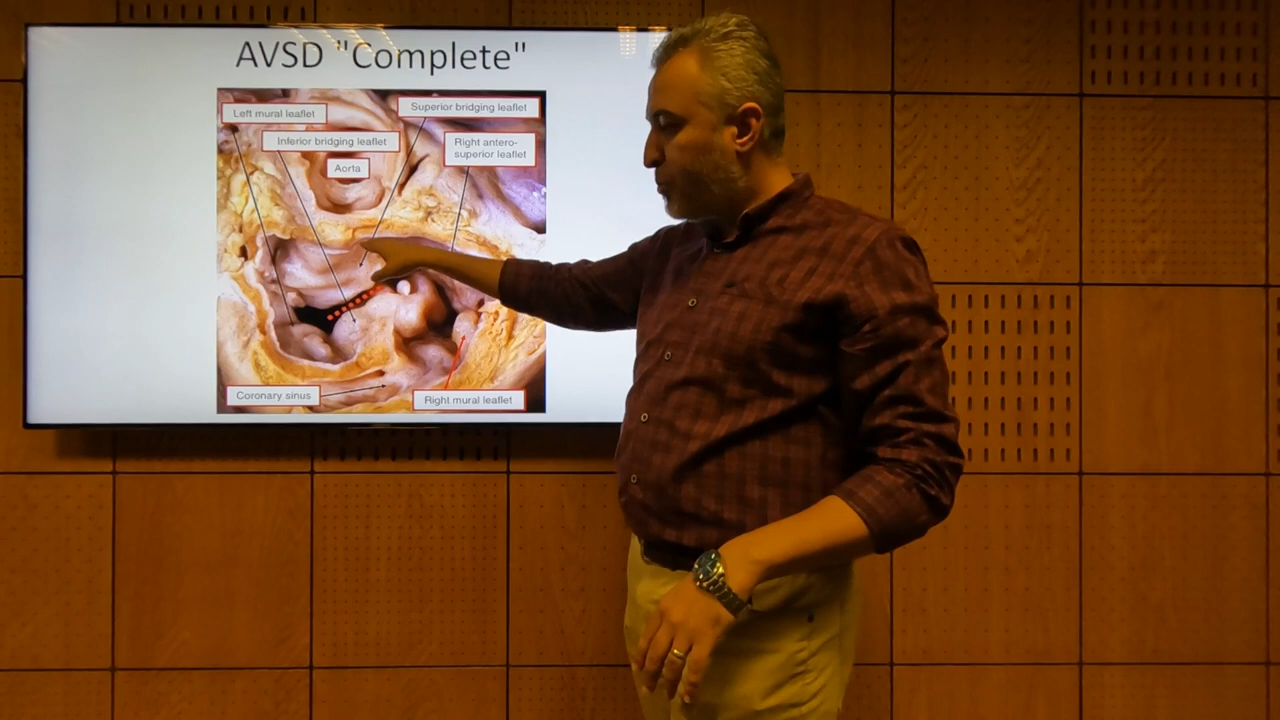 AVSD "Complete"
Left mural leaflet
Superior bridging leaflet
Inferior bridging leaflet
Right antero-
superior leaflet
Aorta
Coronary sinus
Right mural leaflet